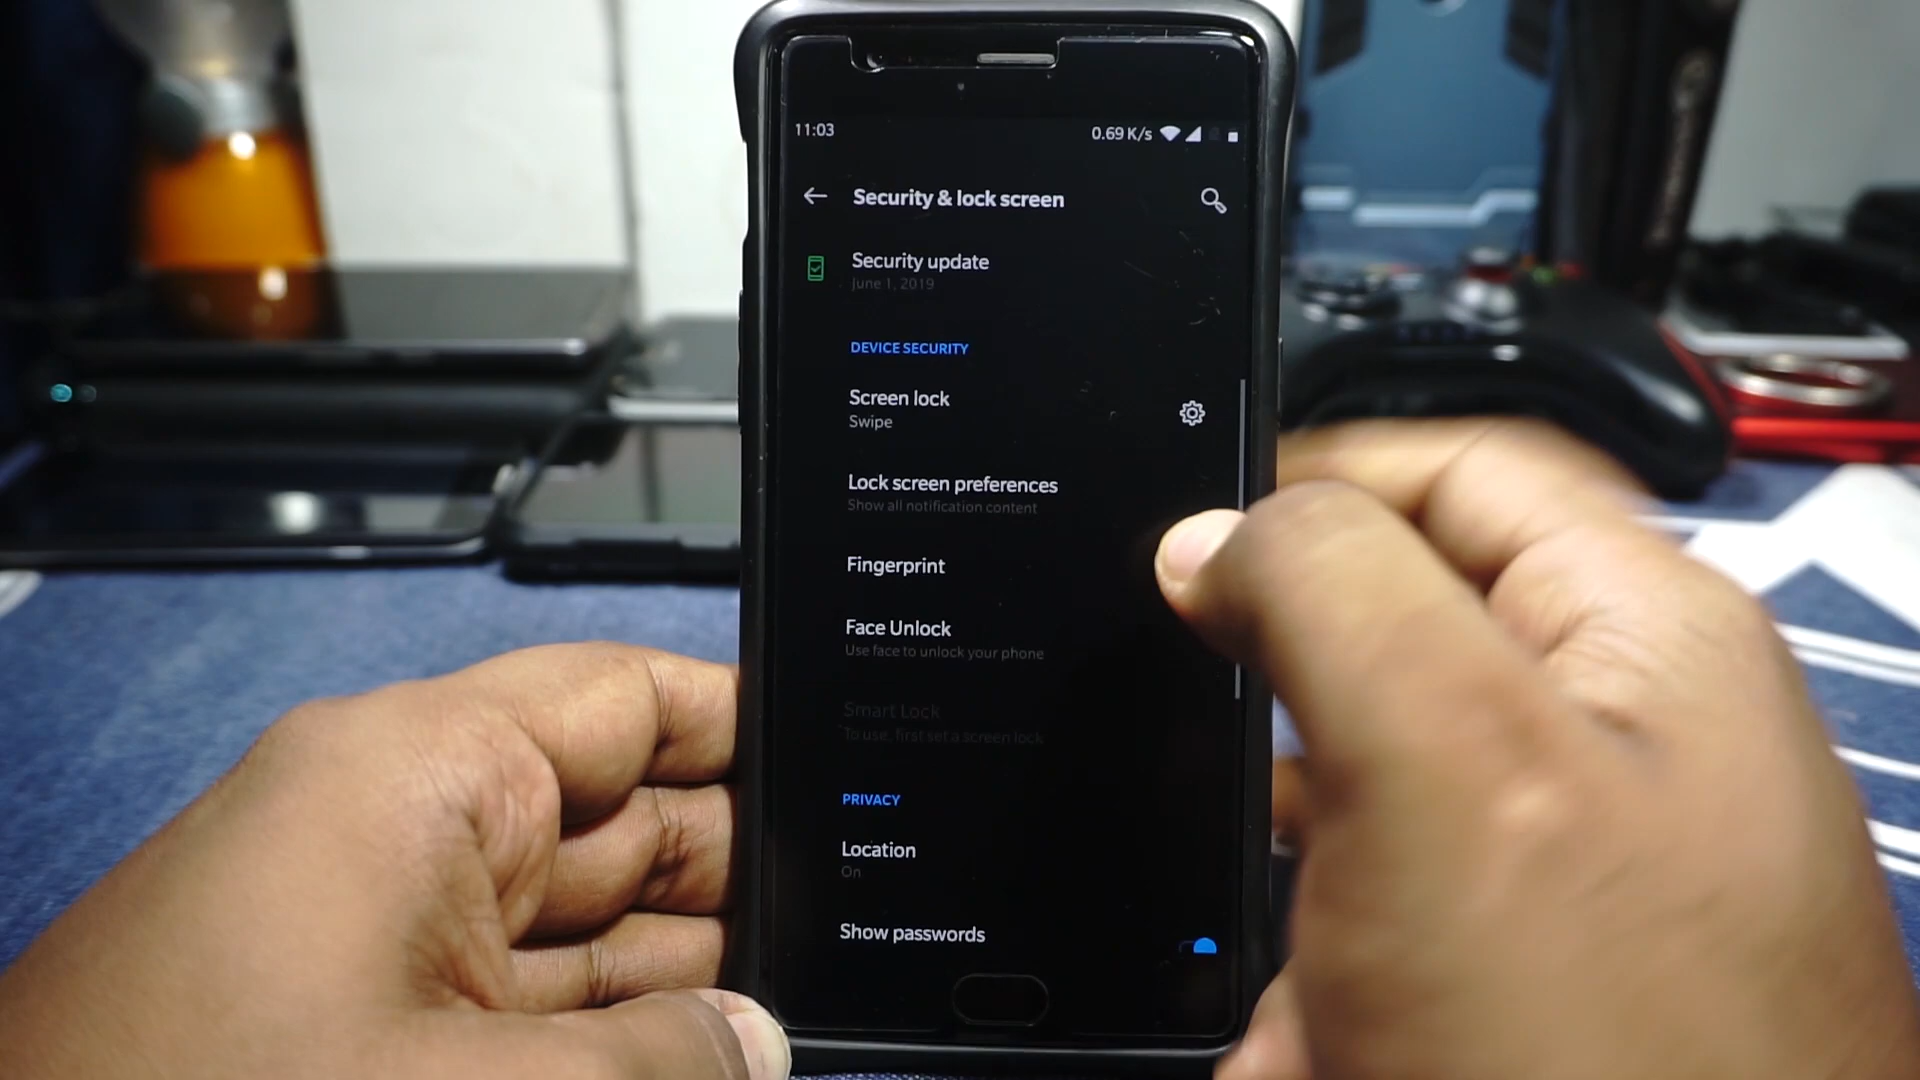 11:03
0.69 K/s
Security & lock screen
Security update
June 1, 2019
DEVICE SECURITY
Screen lock
Swipe
Lock screen preferences
Show all notification content
Fingerprint
Face Unlock
Use face to unlock your phone
Smart Lock
To use, first set a screen lock
PRIVACY
Location
On
Show passwords